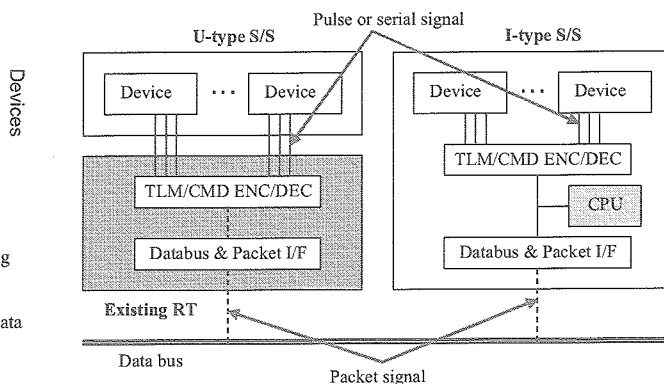 Pulse or serial signal
U-type S/S
I-type S/S
Devices
Device ··· Device
Device ··· Device
TLM/CMD ENC/DEC
TLM/CMD ENC/DEC
CPU
Databus & Packet I/F
Databus & Packet I/F
g
Existing RT
ata
Data bus
Packet signal